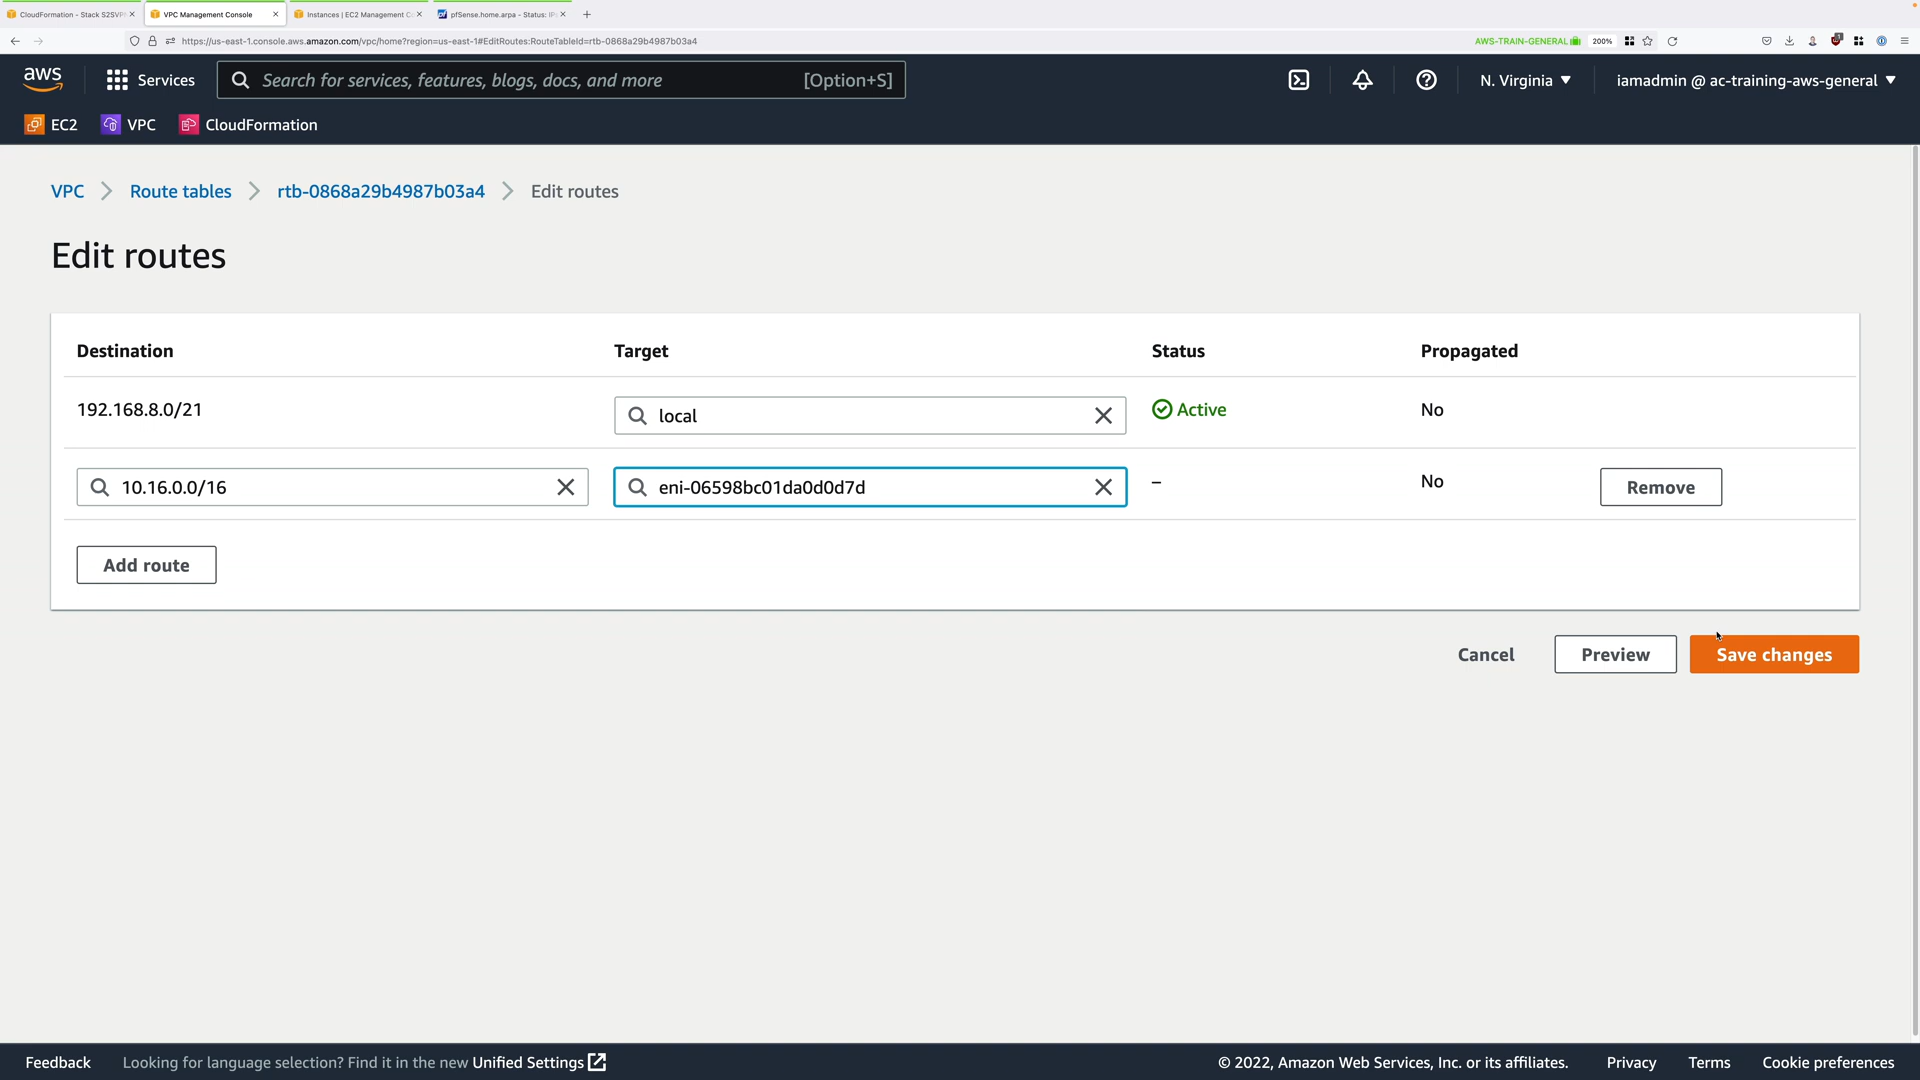 CloudFormation - Stack S2SVP
VPC Management Console
Instances | EC2 Management C
pfSense.home.arpa - Status: IP
https://us-east-1.console.aws.amazon.com/vpc/home?region=us-east-1#EditRoutes:RouteTableId=rtb-0868a29b4987b03a4
AWS-TRAIN-GENERAL
200%
aws
Services
Search for services, features, blogs, docs, and more
[Option+S]
N. Virginia
iamadmin @ ac-training-aws-general
EC2
VPC
CloudFormation
VPC
Route tables
rtb-0868a29b4987b03a4
Edit routes
Edit routes
Destination
Target
Status
Propagated
192.168.8.0/21
local
Active
No
10.16.0.0/16
eni-06598bc01da0d0d7d
–
No
Remove
Add route
Cancel
Preview
Save changes
Feedback
Looking for language selection? Find it in the new Unified Settings
© 2022, Amazon Web Services, Inc. or its affiliates.
Privacy
Terms
Cookie preferences